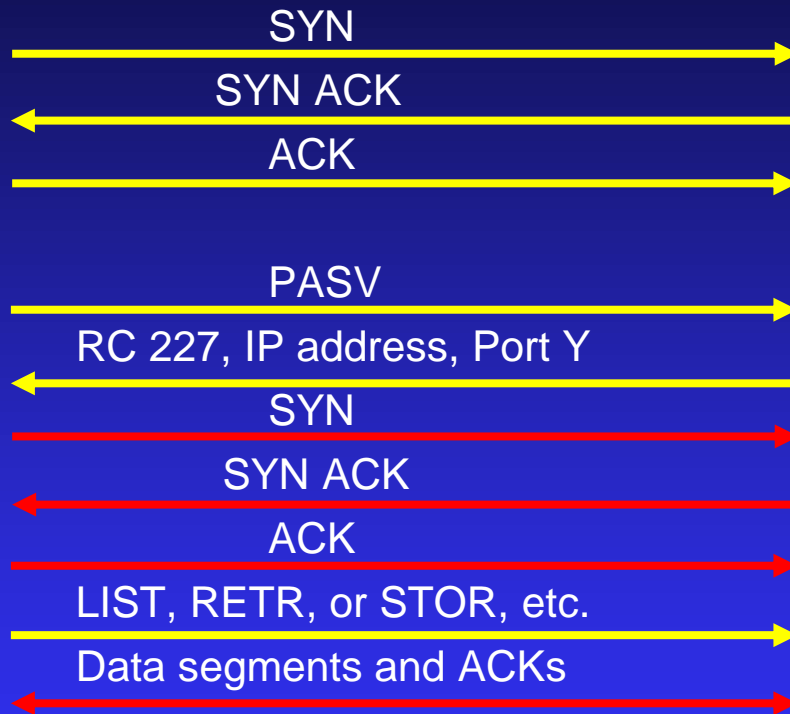 SYN
SYN ACK
ACK
PASV
RC 227, IP address, Port Y
SYN
SYN ACK
ACK
LIST, RETR, or STOR, etc.
Data segments and ACKs